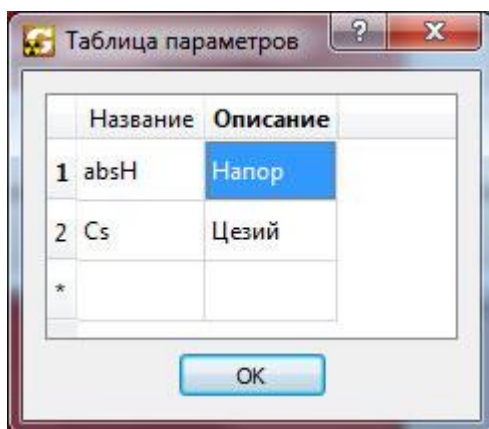 Таблица параметров ? X
Название Описание
1 absH Напор
2 Cs Цезий
*
OK